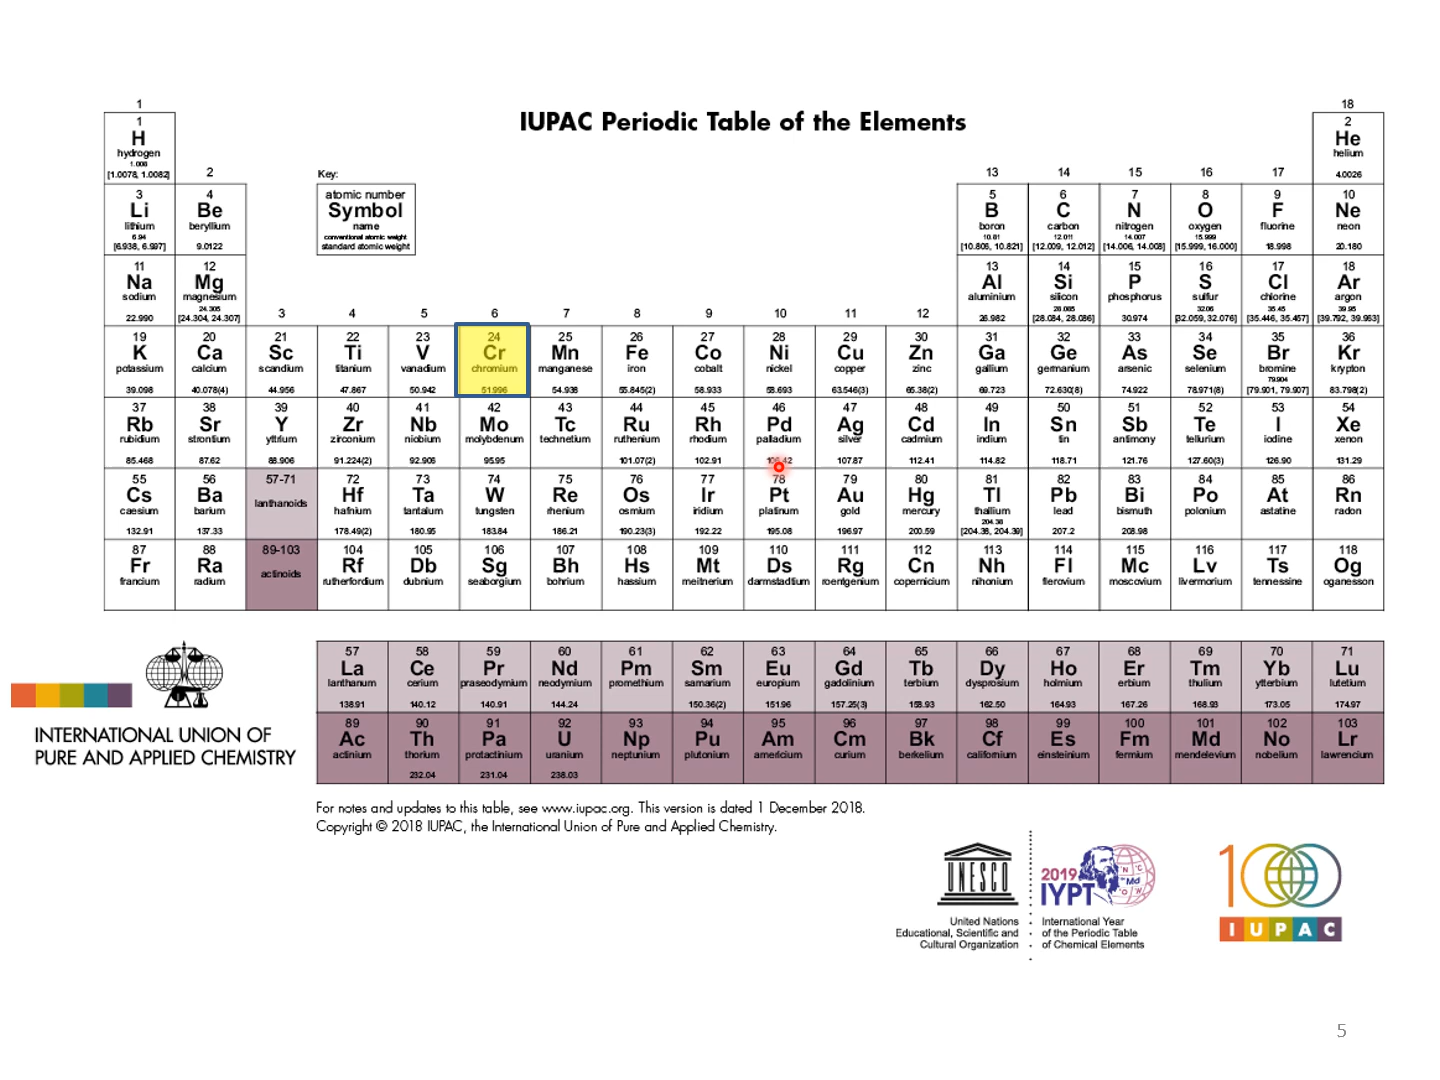 IUPAC Periodic Table of the Elements
1 18
1 2
H He
hydrogen helium
1.008
[1.0078, 1.0082] 2 Key: 13 14 15 16 17 4.0026
3 4 atomic number 5 6 7 8 9 10
Li Be Symbol B C N O F Ne
lithium beryllium name boron carbon nitrogen oxygen fluorine neon
6.94 conventional atomic weight 10.81 12.011 14.007 15.999
[6.938, 6.997] 9.0122 standard atomic weight [10.806, 10.821] [12.009, 12.012] [14.006, 14.008] [15.999, 16.000] 18.998 20.180
11 12 13 14 15 16 17 18
Na Mg Al Si P S Cl Ar
sodium magnesium aluminium silicon phosphorus sulfur chlorine argon
24.305 28.085 32.06 35.45 39.95
22.990 [24.304, 24.307] 3 4 5 6 7 8 9 10 11 12 26.982 [28.084, 28.086] 30.974 [32.059, 32.076] [35.446, 35.457] [39.792, 39.963]
19 20 21 22 23 24 25 26 27 28 29 30 31 32 33 34 35 36
K Ca Sc Ti V Cr Mn Fe Co Ni Cu Zn Ga Ge As Se Br Kr
potassium calcium scandium titanium vanadium chromium manganese iron cobalt nickel copper zinc gallium germanium arsenic selenium bromine krypton
79.904
39.098 40.078(4) 44.956 47.867 50.942 51.996 54.938 55.845(2) 58.933 58.693 63.546(3) 65.38(2) 69.723 72.630(8) 74.922 78.971(8) [79.901, 79.907] 83.798(2)
37 38 39 40 41 42 43 44 45 46 47 48 49 50 51 52 53 54
Rb Sr Y Zr Nb Mo Tc Ru Rh Pd Ag Cd In Sn Sb Te I Xe
rubidium strontium yttrium zirconium niobium molybdenum technetium ruthenium rhodium palladium silver cadmium indium tin antimony tellurium iodine xenon
85.468 87.62 88.906 91.224(2) 92.906 95.95 101.07(2) 102.91 106.42 107.87 112.41 114.82 118.71 121.76 127.60(3) 126.90 131.29
55 56 57-71 72 73 74 75 76 77 78 79 80 81 82 83 84 85 86
Cs Ba lanthanoids Hf Ta W Re Os Ir Pt Au Hg Tl Pb Bi Po At Rn
caesium barium hafnium tantalum tungsten rhenium osmium iridium platinum gold mercury thallium lead bismuth polonium astatine radon
204.38
132.91 137.33 178.49(2) 180.95 183.84 186.21 190.23(3) 192.22 195.08 196.97 200.59 [204.38, 204.39] 207.2 208.98
87 88 89-103 104 105 106 107 108 109 110 111 112 113 114 115 116 117 118
Fr Ra actinoids Rf Db Sg Bh Hs Mt Ds Rg Cn Nh Fl Mc Lv Ts Og
francium radium rutherfordium dubnium seaborgium bohrium hassium meitnerium darmstadtium roentgenium copernicium nihonium flerovium moscovium livermorium tennessine oganesson
57 58 59 60 61 62 63 64 65 66 67 68 69 70 71
La Ce Pr Nd Pm Sm Eu Gd Tb Dy Ho Er Tm Yb Lu
lanthanum cerium praseodymium neodymium promethium samarium europium gadolinium terbium dysprosium holmium erbium thulium ytterbium lutetium
138.91 140.12 140.91 144.24 150.36(2) 151.96 157.25(3) 158.93 162.50 164.93 167.26 168.93 173.05 174.97
89 90 91 92 93 94 95 96 97 98 99 100 101 102 103
Ac Th Pa U Np Pu Am Cm Bk Cf Es Fm Md No Lr
actinium thorium protactinium uranium neptunium plutonium americium curium berkelium californium einsteinium fermium mendelevium nobelium lawrencium
232.04 231.04 238.03
INTERNATIONAL UNION OF
PURE AND APPLIED CHEMISTRY
For notes and updates to this table, see www.iupac.org. This version is dated 1 December 2018.
Copyright © 2018 IUPAC, the International Union of Pure and Applied Chemistry.
UNESCO
United Nations
Educational, Scientific and
Cultural Organization
2019
IYPT
N C
Md
O W
International Year
of the Periodic Table
of Chemical Elements
100
IUPAC
5